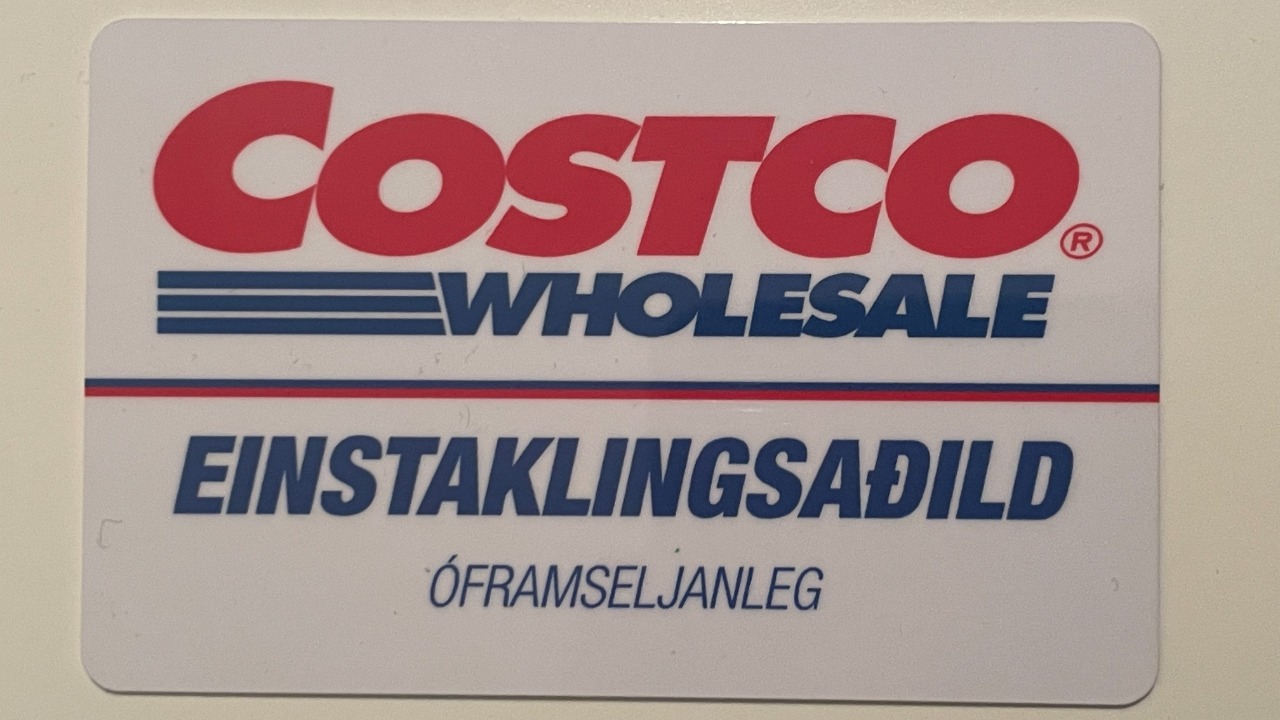 COSTCO®
WHOLESALE
EINSTAKLINGSAÐILD
ÓFRAMSELJANLEG